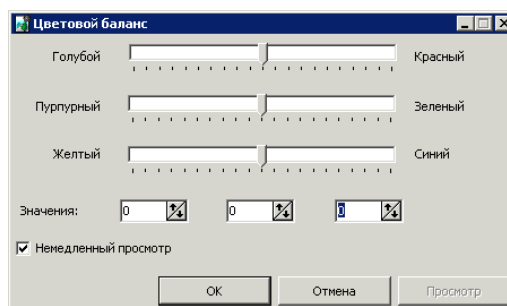 Цветовой баланс
Голубой Красный
Пурпурный Зеленый
Желтый Синий
Значения: 0 0 0
Немедленный просмотр
OK Отмена Просмотр